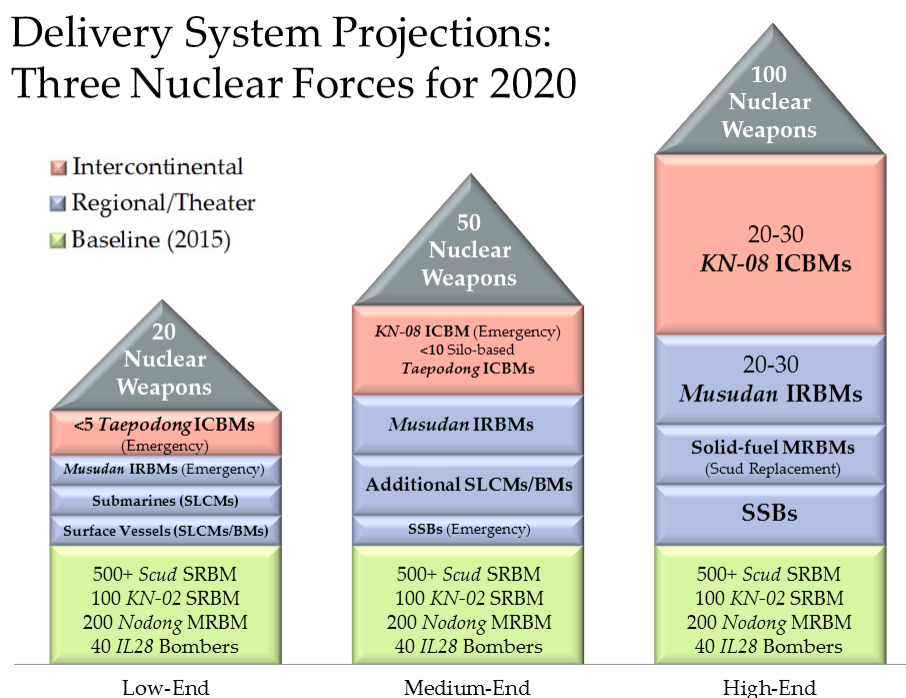 Delivery System Projections:
Three Nuclear Forces for 2020
Intercontinental
Regional/Theater
Baseline (2015)
20
Nuclear
Weapons
<5 Taepodong ICBMs
(Emergency)
Musudan IRBMs (Emergency)
Submarines (SLCMs)
Surface Vessels (SLCMs/BMs)
500+ Scud SRBM
100 KN-02 SRBM
200 Nodong MRBM
40 IL28 Bombers
Low-End
50
Nuclear
Weapons
KN-08 ICBM (Emergency)
<10 Silo-based
Taepodong ICBMs
Musudan IRBMs
Additional SLCMs/BMs
SSBs (Emergency)
500+ Scud SRBM
100 KN-02 SRBM
200 Nodong MRBM
40 IL28 Bombers
Medium-End
100
Nuclear
Weapons
20-30
KN-08 ICBMs
20-30
Musudan IRBMs
Solid-fuel MRBMs
(Scud Replacement)
SSBs
500+ Scud SRBM
100 KN-02 SRBM
200 Nodong MRBM
40 IL28 Bombers
High-End